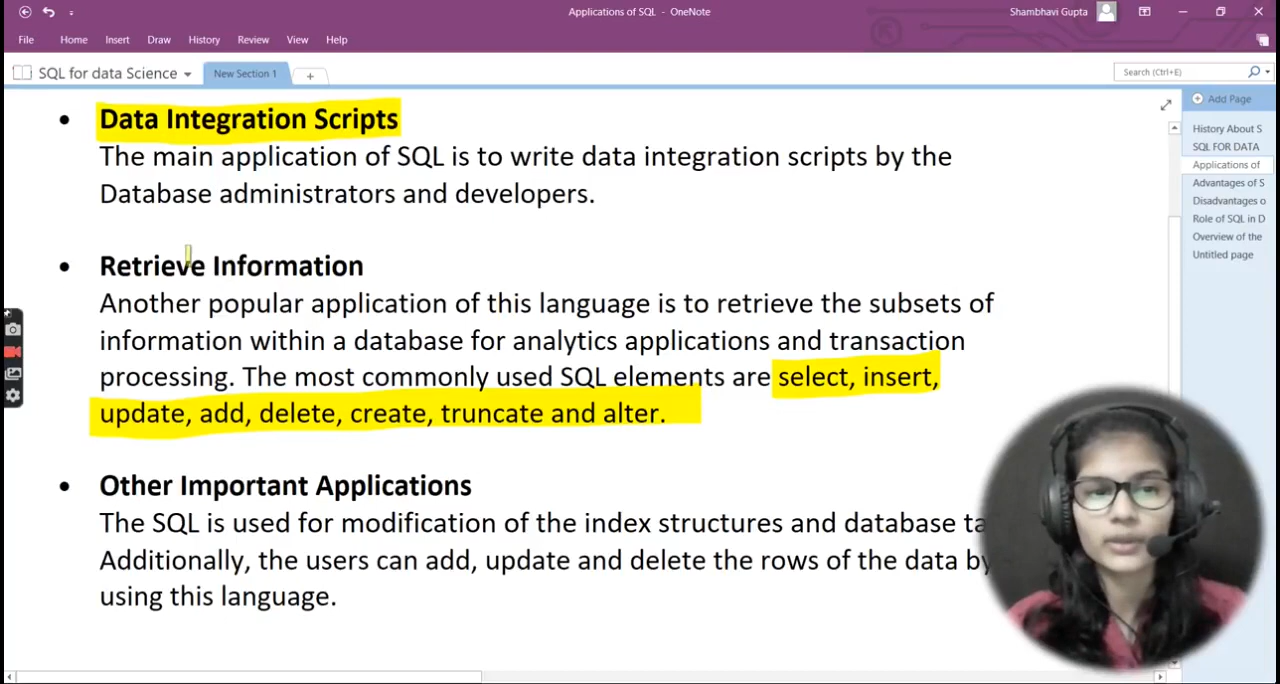 Applications of SQL - OneNote
Shambhavi Gupta
File Home Insert Draw History Review View Help
SQL for data Science
New Section 1
+
Search (Ctrl+E)
Add Page
History About S
SQL FOR DATA
Applications of
Advantages of S
Disadvantages o
Role of SQL in D
Overview of the
Untitled page
• Data Integration Scripts
The main application of SQL is to write data integration scripts by the
Database administrators and developers.
• Retrieve Information
Another popular application of this language is to retrieve the subsets of
information within a database for analytics applications and transaction
processing. The most commonly used SQL elements are select, insert,
update, add, delete, create, truncate and alter.
• Other Important Applications
The SQL is used for modification of the index structures and database ta
Additionally, the users can add, update and delete the rows of the data by
using this language.